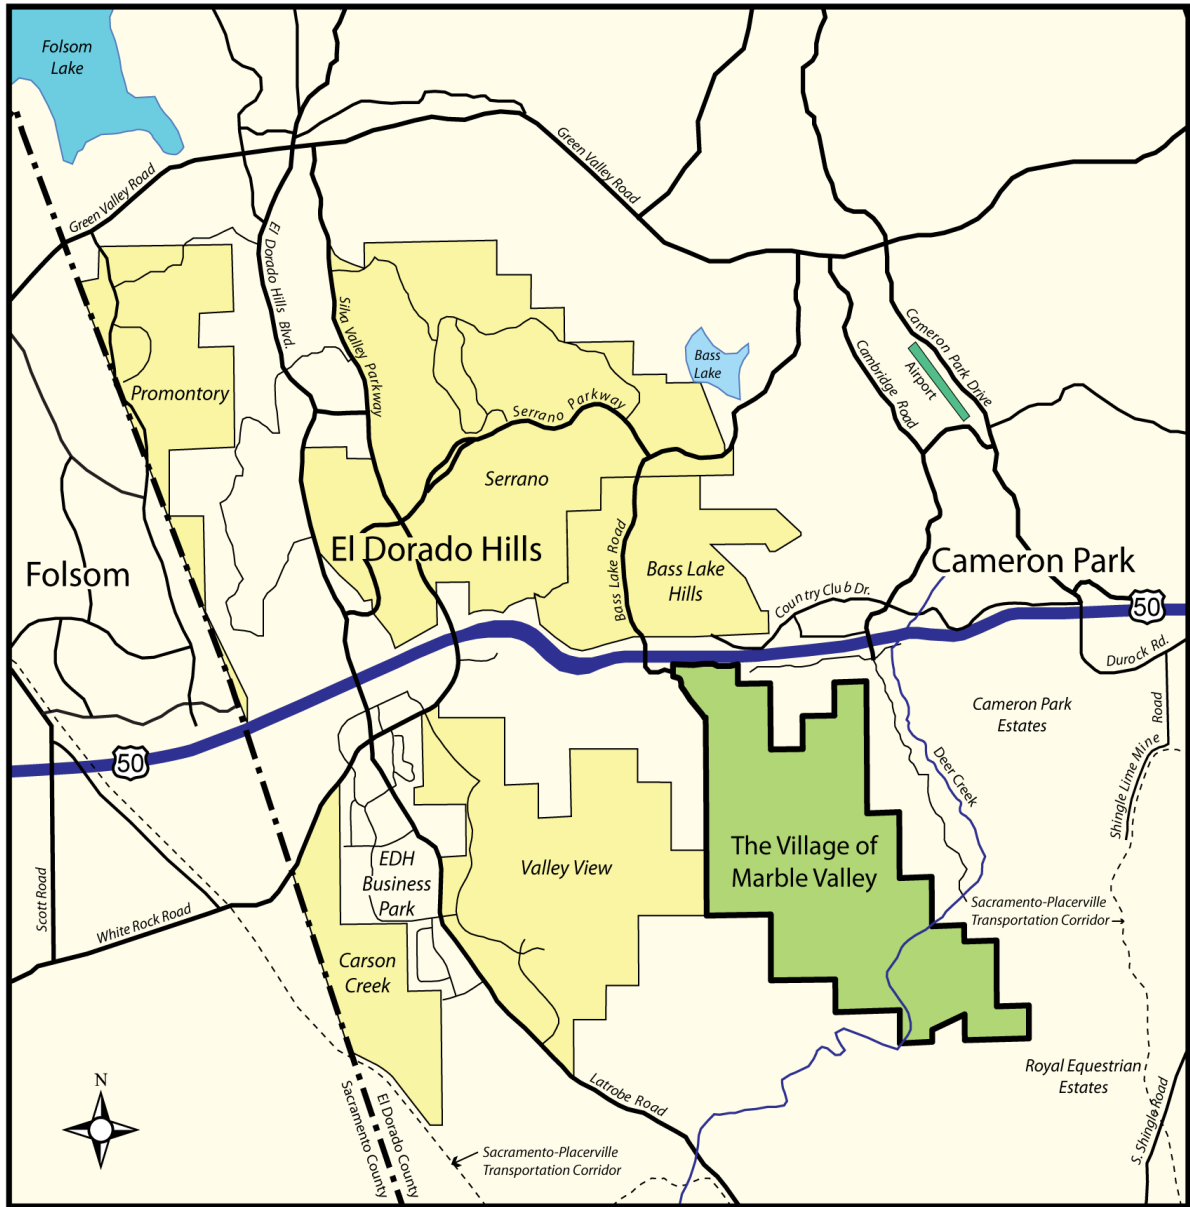 Folsom
Lake
Green Valley Road
Green Valley Road
El Dorado Hills Blvd.
Silva Valley Parkway
Promontory
Serrano Parkway
Serrano
Bass
Lake
Cameron Park Drive
Airport
Cambridge Road
El Dorado Hills
Folsom
Bass Lake Road
Bass Lake
Hills
Cameron Park
Country Club Dr.
50
Durock Rd.
Cameron Park
Estates
Shingle Lime Mine Road
Deer Creek
50
The Village of
Marble Valley
Valley View
EDH
Business
Park
Scott Road
White Rock Road
Carson
Creek
Sacramento-Placerville
Transportation Corridor
Royal Equestrian
Estates
Latrobe Road
S. Shingle Road
N
El Dorado County
Sacramento County
Sacramento-Placerville
Transportation Corridor